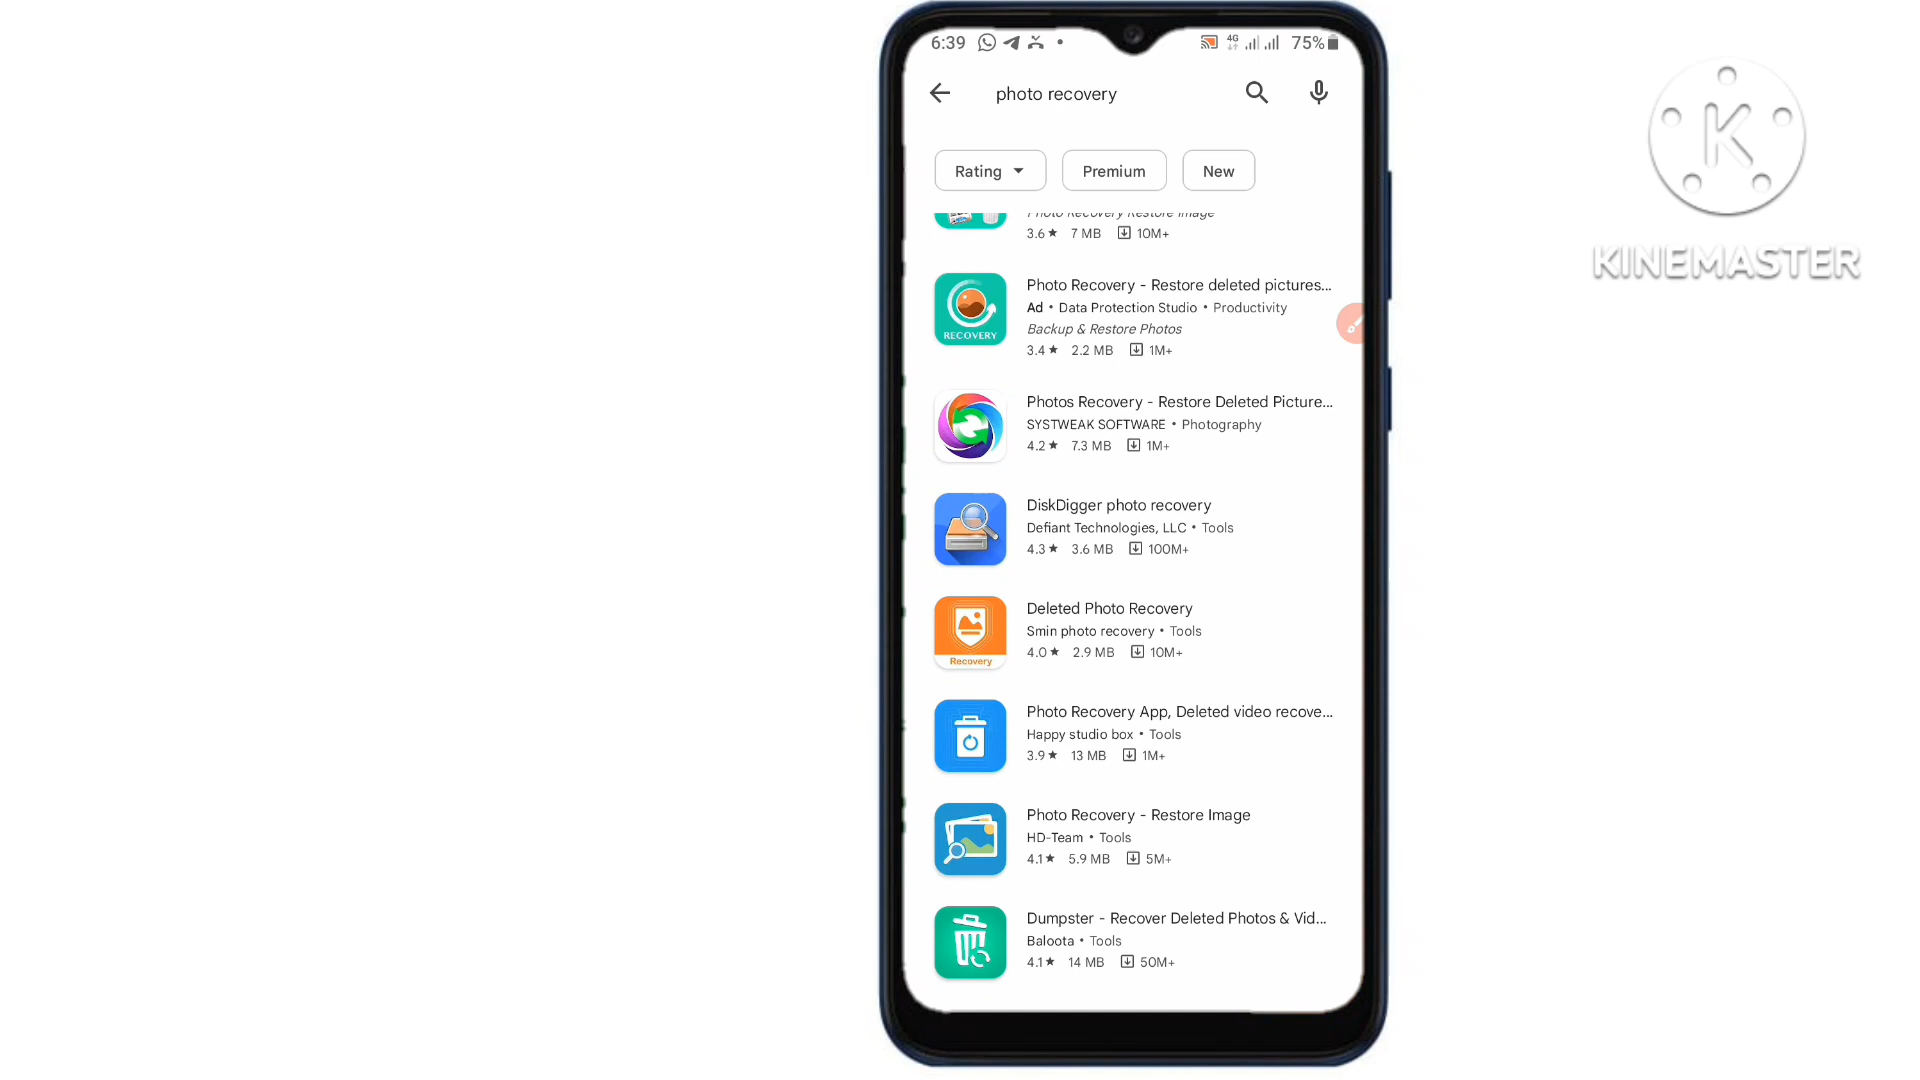 6:39
4G
75%
photo recovery
Rating
Premium
New
Photo Recovery Restore Image
3.6★ 7 MB 10M+
Photo Recovery - Restore deleted pictures...
Ad • Data Protection Studio • Productivity
Backup & Restore Photos
3.4★ 2.2 MB 1M+
RECOVERY
Photos Recovery - Restore Deleted Picture...
SYSTWEAK SOFTWARE • Photography
4.2★ 7.3 MB 1M+
DiskDigger photo recovery
Defiant Technologies, LLC • Tools
4.3★ 3.6 MB 100M+
Deleted Photo Recovery
Smin photo recovery • Tools
4.0★ 2.9 MB 10M+
Recovery
Photo Recovery App, Deleted video recove...
Happy studio box • Tools
3.9★ 13 MB 1M+
Photo Recovery - Restore Image
HD-Team • Tools
4.1★ 5.9 MB 5M+
Dumpster - Recover Deleted Photos & Vid...
Baloota • Tools
4.1★ 14 MB 50M+
K
KINEMASTER